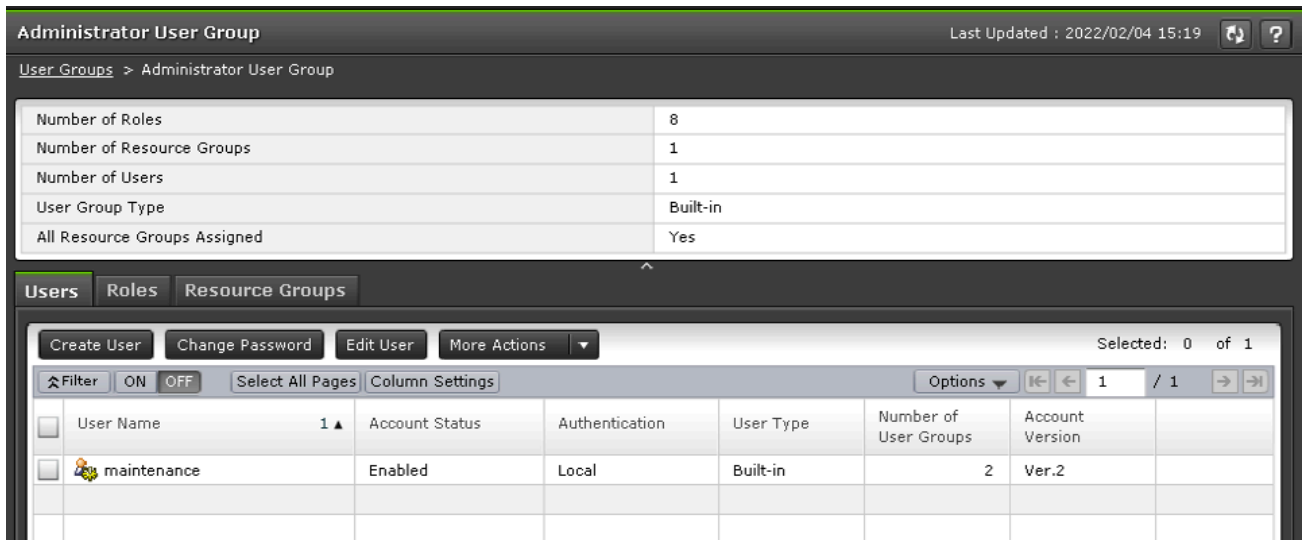 Administrator User Group Last Updated : 2022/02/04 15:19 ?
User Groups > Administrator User Group
Number of Roles 8
Number of Resource Groups 1
Number of Users 1
User Group Type Built-in
All Resource Groups Assigned Yes
Users Roles Resource Groups
Create User Change Password Edit User More Actions Selected: 0 of 1
Filter ON OFF Select All Pages Column Settings Options 1 / 1
User Name 1 Account Status Authentication User Type Number of User Groups Account Version
maintenance Enabled Local Built-in 2 Ver.2